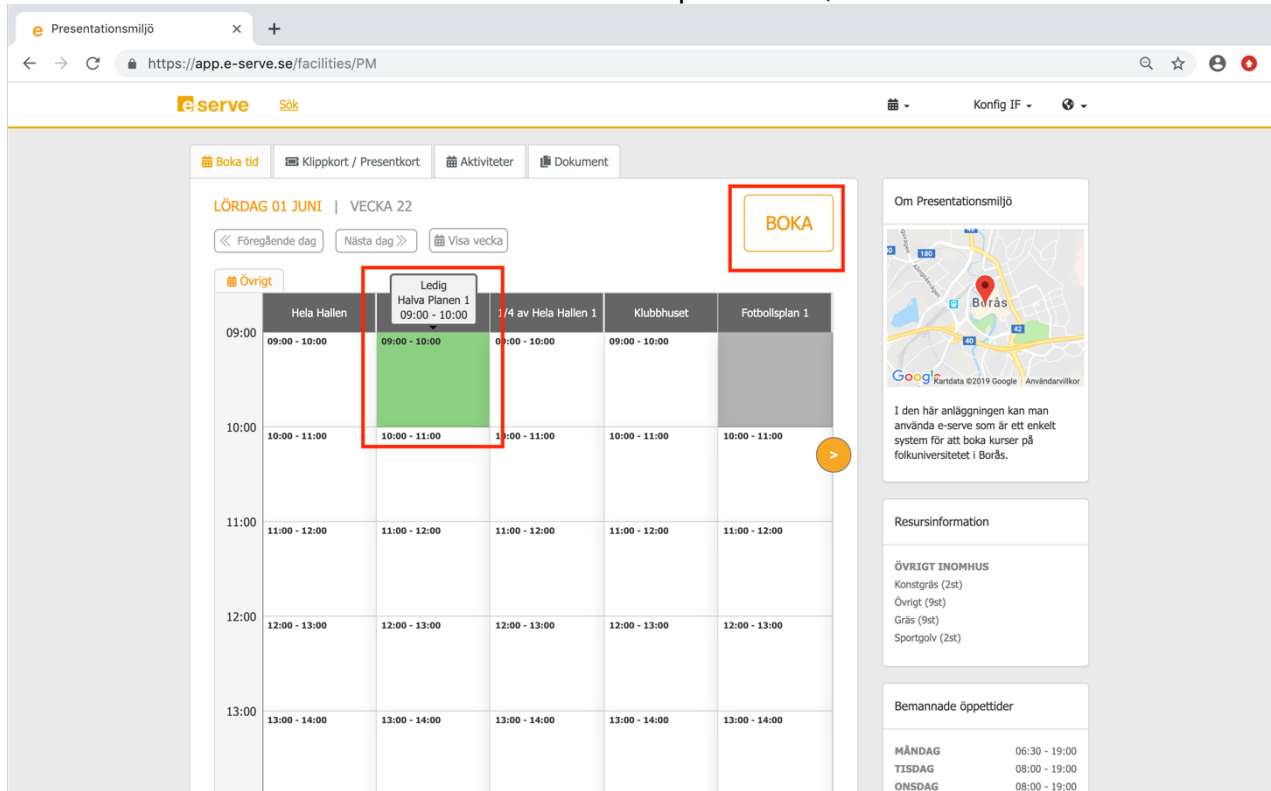 Presentationsmiljö
https://app.e-serve.se/facilities/PM
e serve Sök Konfig IF
Boka tid Klippkort / Presentkort Aktiviteter Dokument
LÖRDAG 01 JUNI | VECKA 22
BOKA
Föregående dag Nästa dag Visa vecka
Övrigt
Ledig
Halva Planen 1
09:00 - 10:00
Hela Hallen 1/4 av Hela Hallen 1 Klubbhuset Fotbollsplan 1
09:00
09:00 - 10:00 09:00 - 10:00 09:00 - 10:00 09:00 - 10:00
10:00
10:00 - 11:00 10:00 - 11:00 10:00 - 11:00 10:00 - 11:00 10:00 - 11:00
>
11:00
11:00 - 12:00 11:00 - 12:00 11:00 - 12:00 11:00 - 12:00 11:00 - 12:00
12:00
12:00 - 13:00 12:00 - 13:00 12:00 - 13:00 12:00 - 13:00 12:00 - 13:00
13:00
13:00 - 14:00 13:00 - 14:00 13:00 - 14:00 13:00 - 14:00 13:00 - 14:00
Om Presentationsmiljö
180
Borås
42
40
Google Kartdata ©2019 Google Användarvillkor
I den här anläggningen kan man
använda e-serve som är ett enkelt
system för att boka kurser på
folkuniversitetet i Borås.
Resursinformation
ÖVRIGT INOMHUS
Konstgräs (2st)
Övrigt (9st)
Gräs (9st)
Sportgolv (2st)
Bemannade öppettider
MÅNDAG 06:30 - 19:00
TISDAG 08:00 - 19:00
ONSDAG 08:00 - 19:00